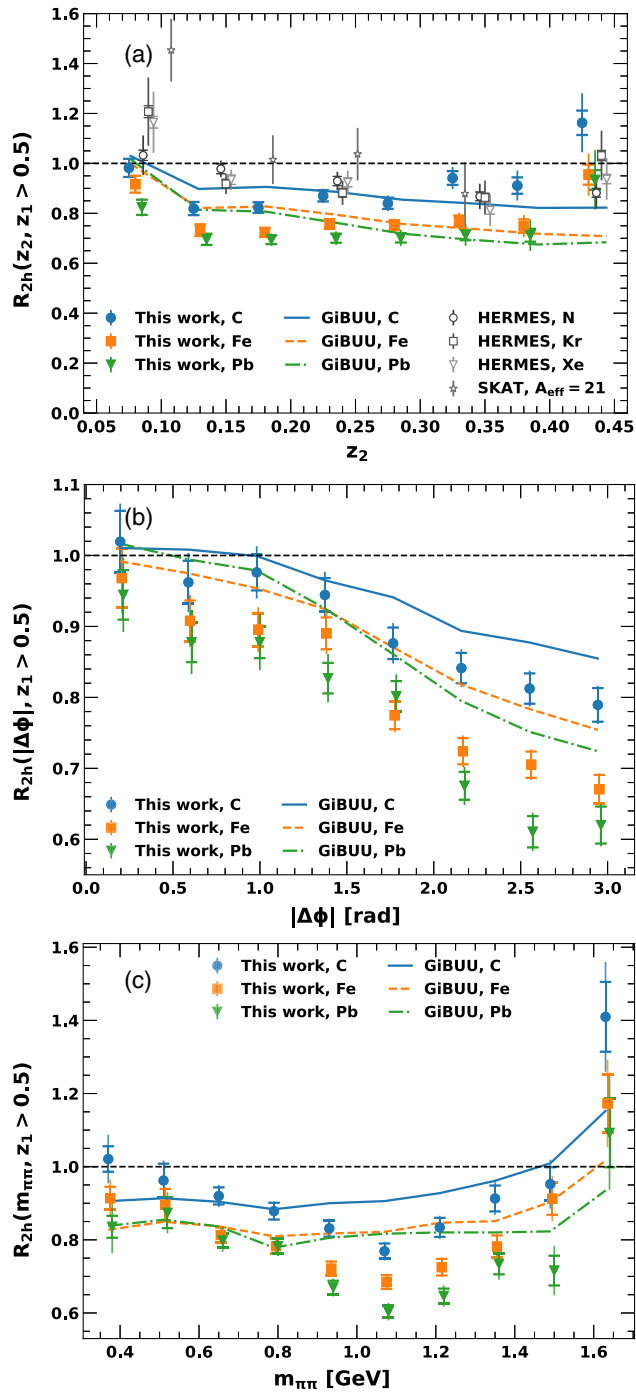 (a)
1.6
1.4
1.2
1.0
0.8
0.6
0.4
0.2
0.0
R₂ₕ(z₂, z₁ > 0.5)
This work, C
This work, Fe
This work, Pb
GiBUU, C
GiBUU, Fe
GiBUU, Pb
HERMES, N
HERMES, Kr
HERMES, Xe
SKAT, A_eff = 21
0.05 0.10 0.15 0.20 0.25 0.30 0.35 0.40 0.45
z₂
(b)
1.1
1.0
0.9
0.8
0.7
0.6
R₂ₕ(|Δϕ|, z₁ > 0.5)
This work, C
This work, Fe
This work, Pb
GiBUU, C
GiBUU, Fe
GiBUU, Pb
0.0 0.5 1.0 1.5 2.0 2.5 3.0
|Δϕ| [rad]
(c)
1.6
1.4
1.2
1.0
0.8
0.6
R₂ₕ(mππ, z₁ > 0.5)
This work, C
This work, Fe
This work, Pb
GiBUU, C
GiBUU, Fe
GiBUU, Pb
0.4 0.6 0.8 1.0 1.2 1.4 1.6
mππ [GeV]